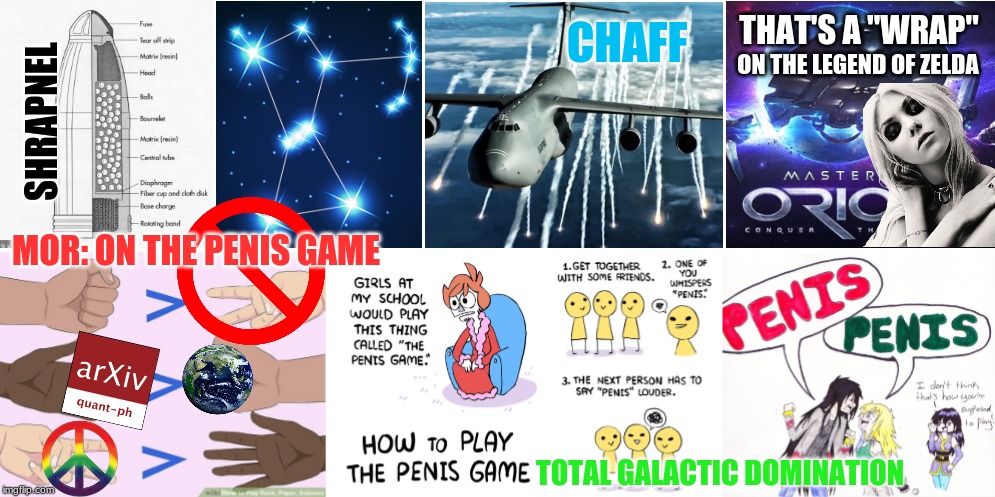 SHRAPNEL
Fuse
Tear off strip
Matrix (resin)
Head
Balls
Bourrelet
Matrix (resin)
Central tube
Diaphragm
Fiber cup and cloth disk
Base charge
Rotating band
CHAFF
THAT'S A "WRAP"
ON THE LEGEND OF ZELDA
MASTER
ORIO
CONQUER TH
MOR: ON THE PENIS GAME
>
arXiv
quant-ph
>
>
GIRLS AT
MY SCHOOL
WOULD PLAY
THIS THING
CALLED "THE
PENIS GAME."
HOW TO PLAY
THE PENIS GAME
1. GET TOGETHER
WITH SOME FRIENDS.
2. ONE OF
YOU
WHISPERS
"PENIS."
3. THE NEXT PERSON HAS TO
SAY "PENIS" LOUDER.
PENIS
PENIS
I don't think
that's how you're
supposed
to play
TOTAL GALACTIC DOMINATION
imgflip.com